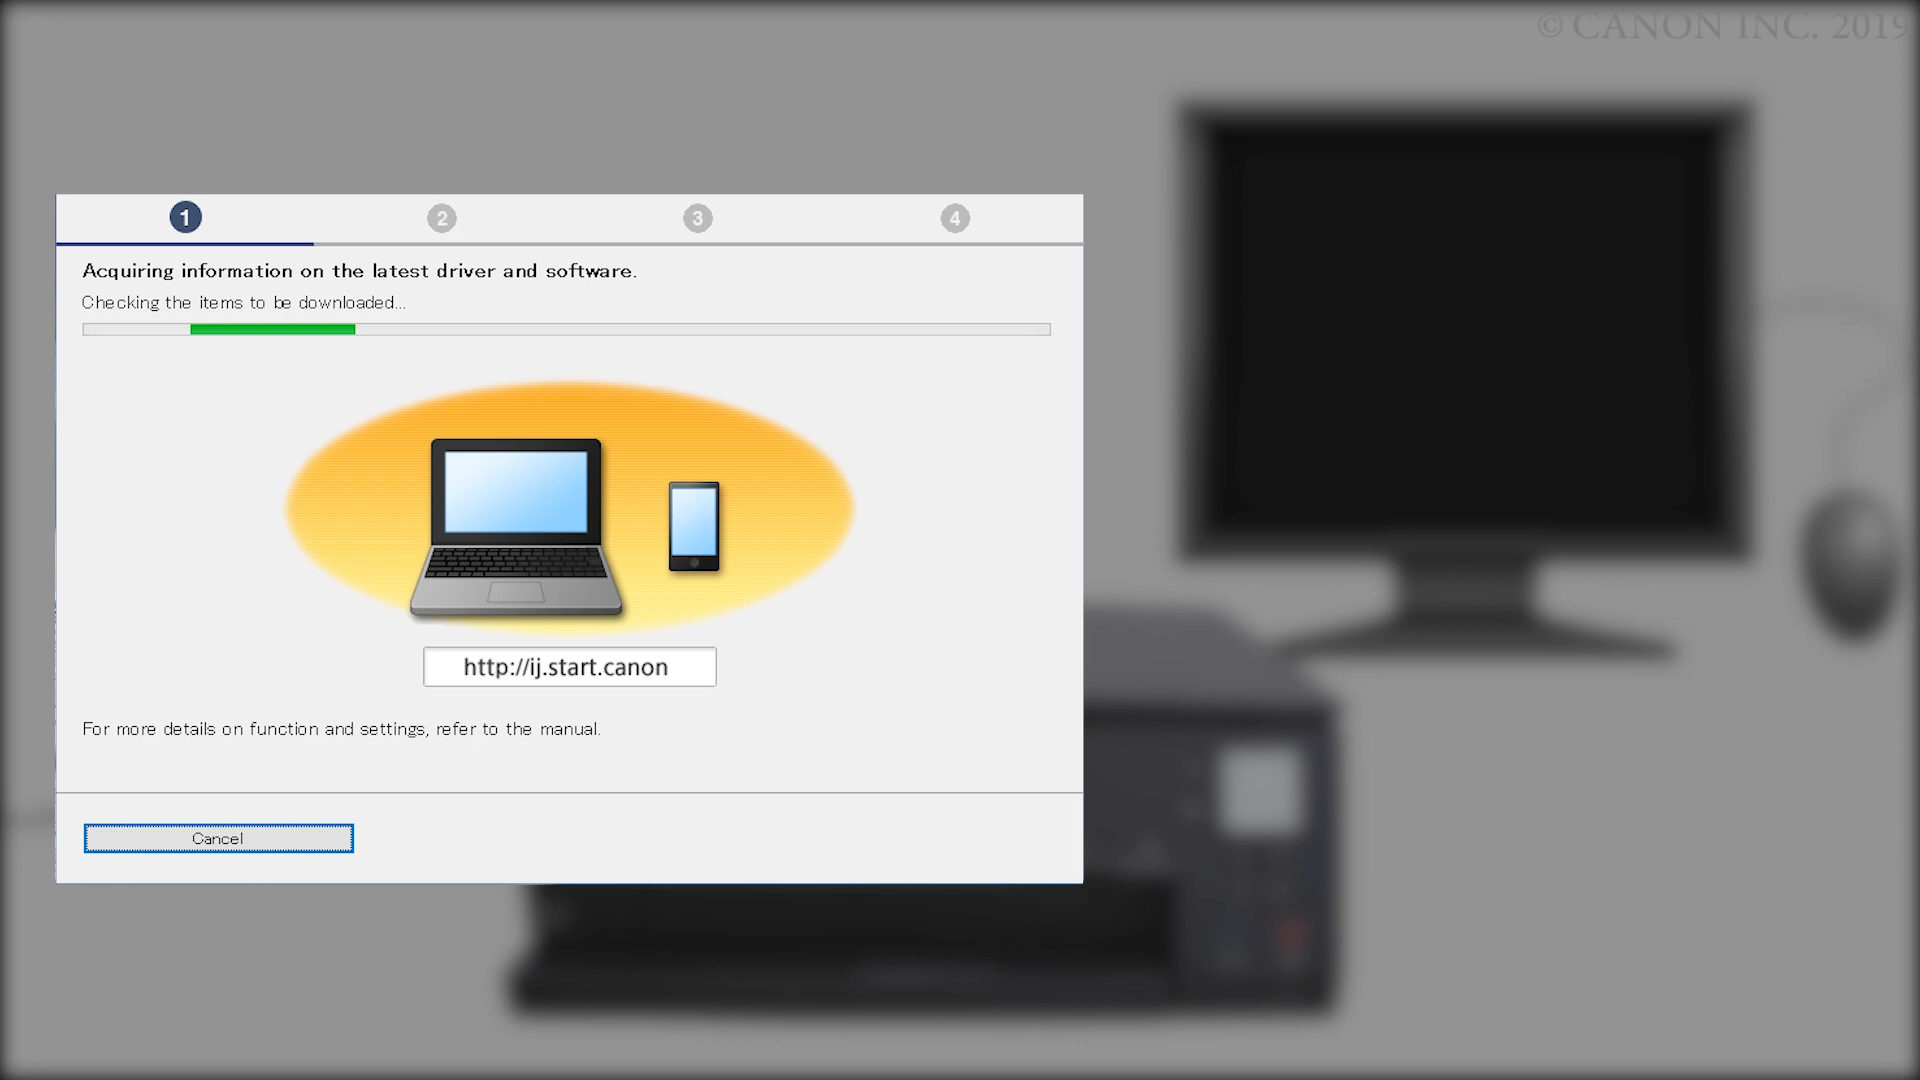 © CANON INC. 2019
1 2 3 4
Acquiring information on the latest driver and software.
Checking the items to be downloaded...
http://ij.start.canon
For more details on function and settings, refer to the manual.
Cancel